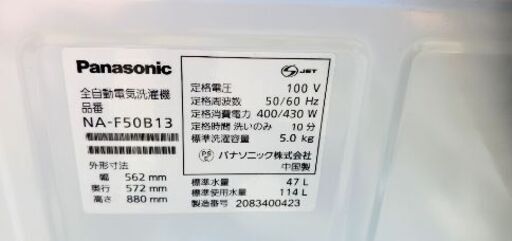 Panasonic
全自動電気洗濯機
品番
NA-F50B13
外形寸法
幅 562 mm
奥行 572 mm
高さ 880 mm
JET
定格電圧 100 V
定格周波数 50/60 Hz
定格消費電力 400/430 W
定格時間 洗いのみ 10 分
標準洗濯容量 5.0 kg
PSE パナソニック株式会社
中国製
標準水量 47 L
標準使用水量 114 L
製造番号 2083400423